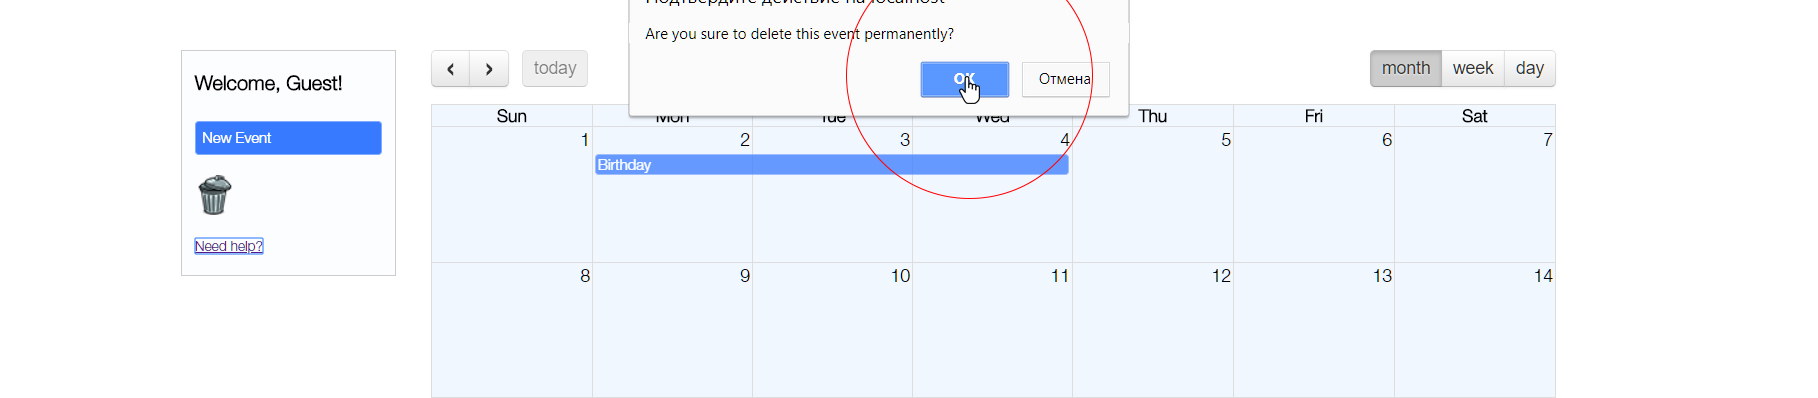 Подтвердите действие на localhost
Are you sure to delete this event permanently?
OK
Отмена
Welcome, Guest!
New Event
Need help?
‹ › today
month week day
Sun Mon Tue Wed Thu Fri Sat
1 2 3 4 5 6 7
Birthday
8 9 10 11 12 13 14